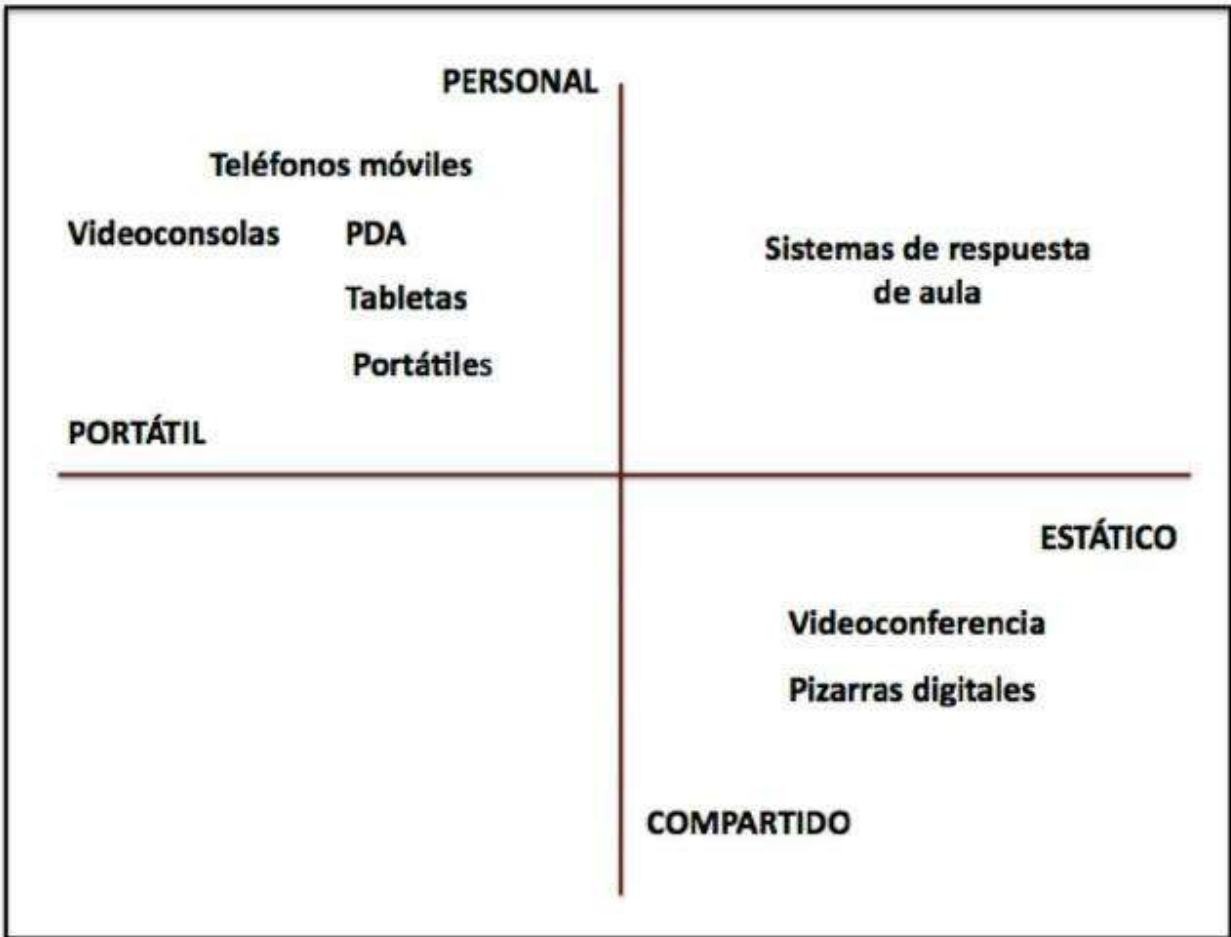 PERSONAL
Teléfonos móviles
Videoconsolas PDA
Tabletas
Portátiles
PORTÁTIL
Sistemas de respuesta
de aula
ESTÁTICO
Videoconferencia
Pizarras digitales
COMPARTIDO